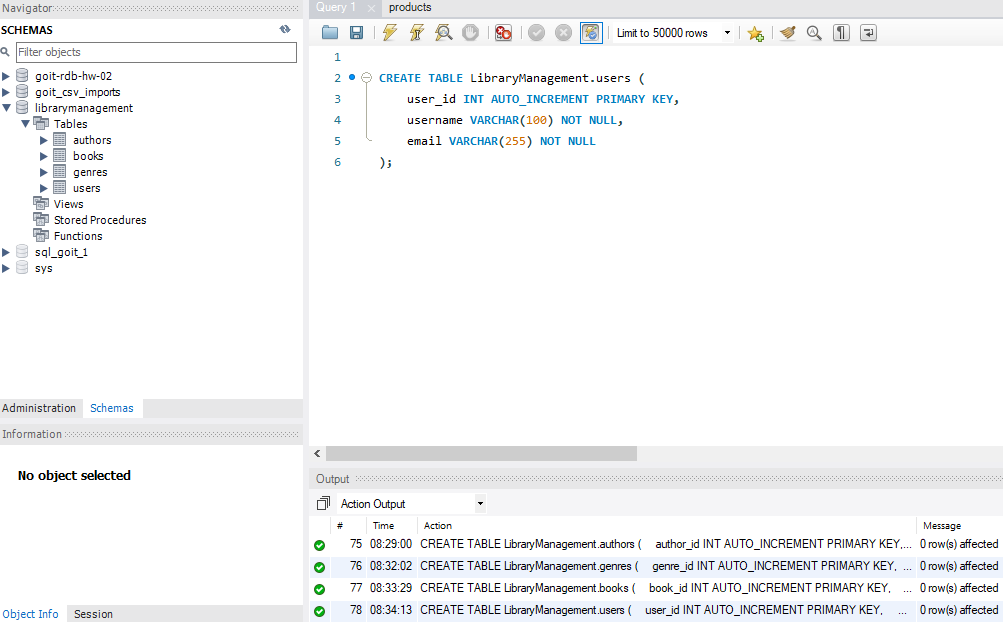 Navigator
SCHEMAS
Filter objects
goit-rdb-hw-02
goit_csv_imports
librarymanagement
Tables
authors
books
genres
users
Views
Stored Procedures
Functions
sql_goit_1
sys
Administration Schemas
Information
No object selected
Object Info Session
Query 1 products
Limit to 50000 rows
1
2 CREATE TABLE LibraryManagement.users (
3 user_id INT AUTO_INCREMENT PRIMARY KEY,
4 username VARCHAR(100) NOT NULL,
5 email VARCHAR(255) NOT NULL
6 );
Output
Action Output
# Time Action Message
75 08:29:00 CREATE TABLE LibraryManagement.authors ( author_id INT AUTO_INCREMENT PRIMARY KEY,... 0 row(s) affected
76 08:32:02 CREATE TABLE LibraryManagement.genres ( genre_id INT AUTO_INCREMENT PRIMARY KEY, ... 0 row(s) affected
77 08:33:29 CREATE TABLE LibraryManagement.books ( book_id INT AUTO_INCREMENT PRIMARY KEY, ... 0 row(s) affected
78 08:34:13 CREATE TABLE LibraryManagement.users ( user_id INT AUTO_INCREMENT PRIMARY KEY, ... 0 row(s) affected